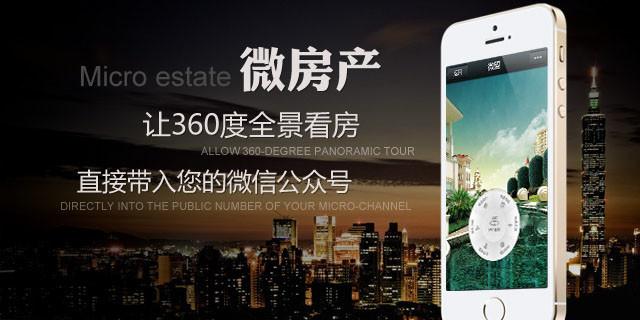 Micro estate 微房产
让360度全景看房
ALLOW 360-DEGREE PANORAMIC TOUR
直接带入您的微信公众号
DIRECTLY INTO THE PUBLIC NUMBER OF YOUR MICRO-CHANNEL